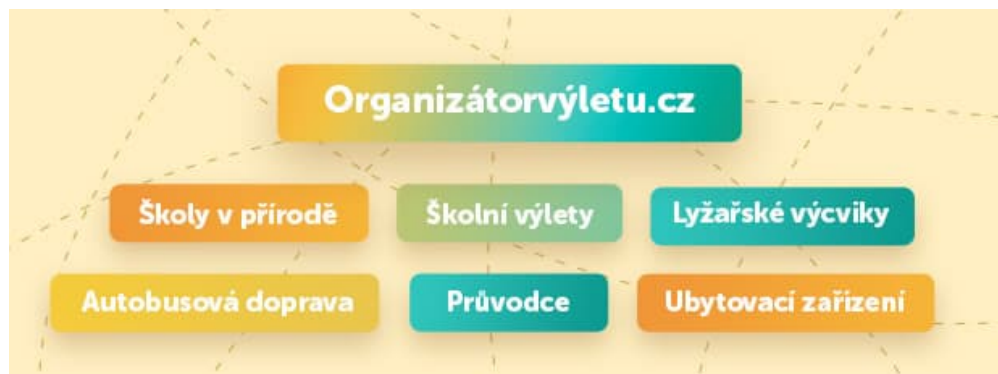 Organizátorvýletu.cz
Školy v přírodě
Školní výlety
Lyžařské výcviky
Autobusová doprava
Průvodce
Ubytovací zařízení